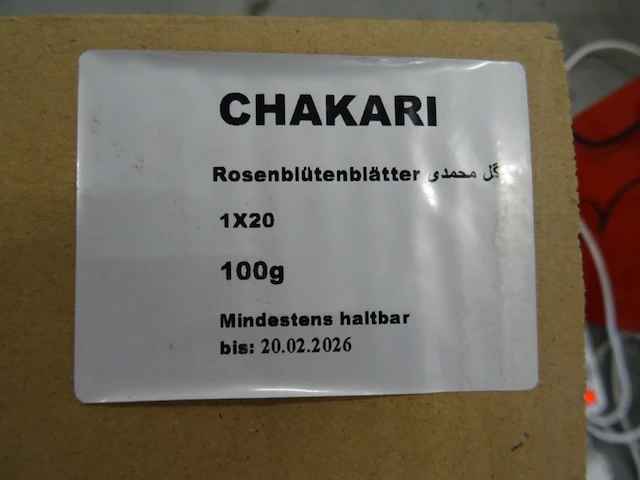 CHAKARI
Rosenblütenblätter گل محمدی
1X20
100g
Mindestens haltbar
bis: 20.02.2026